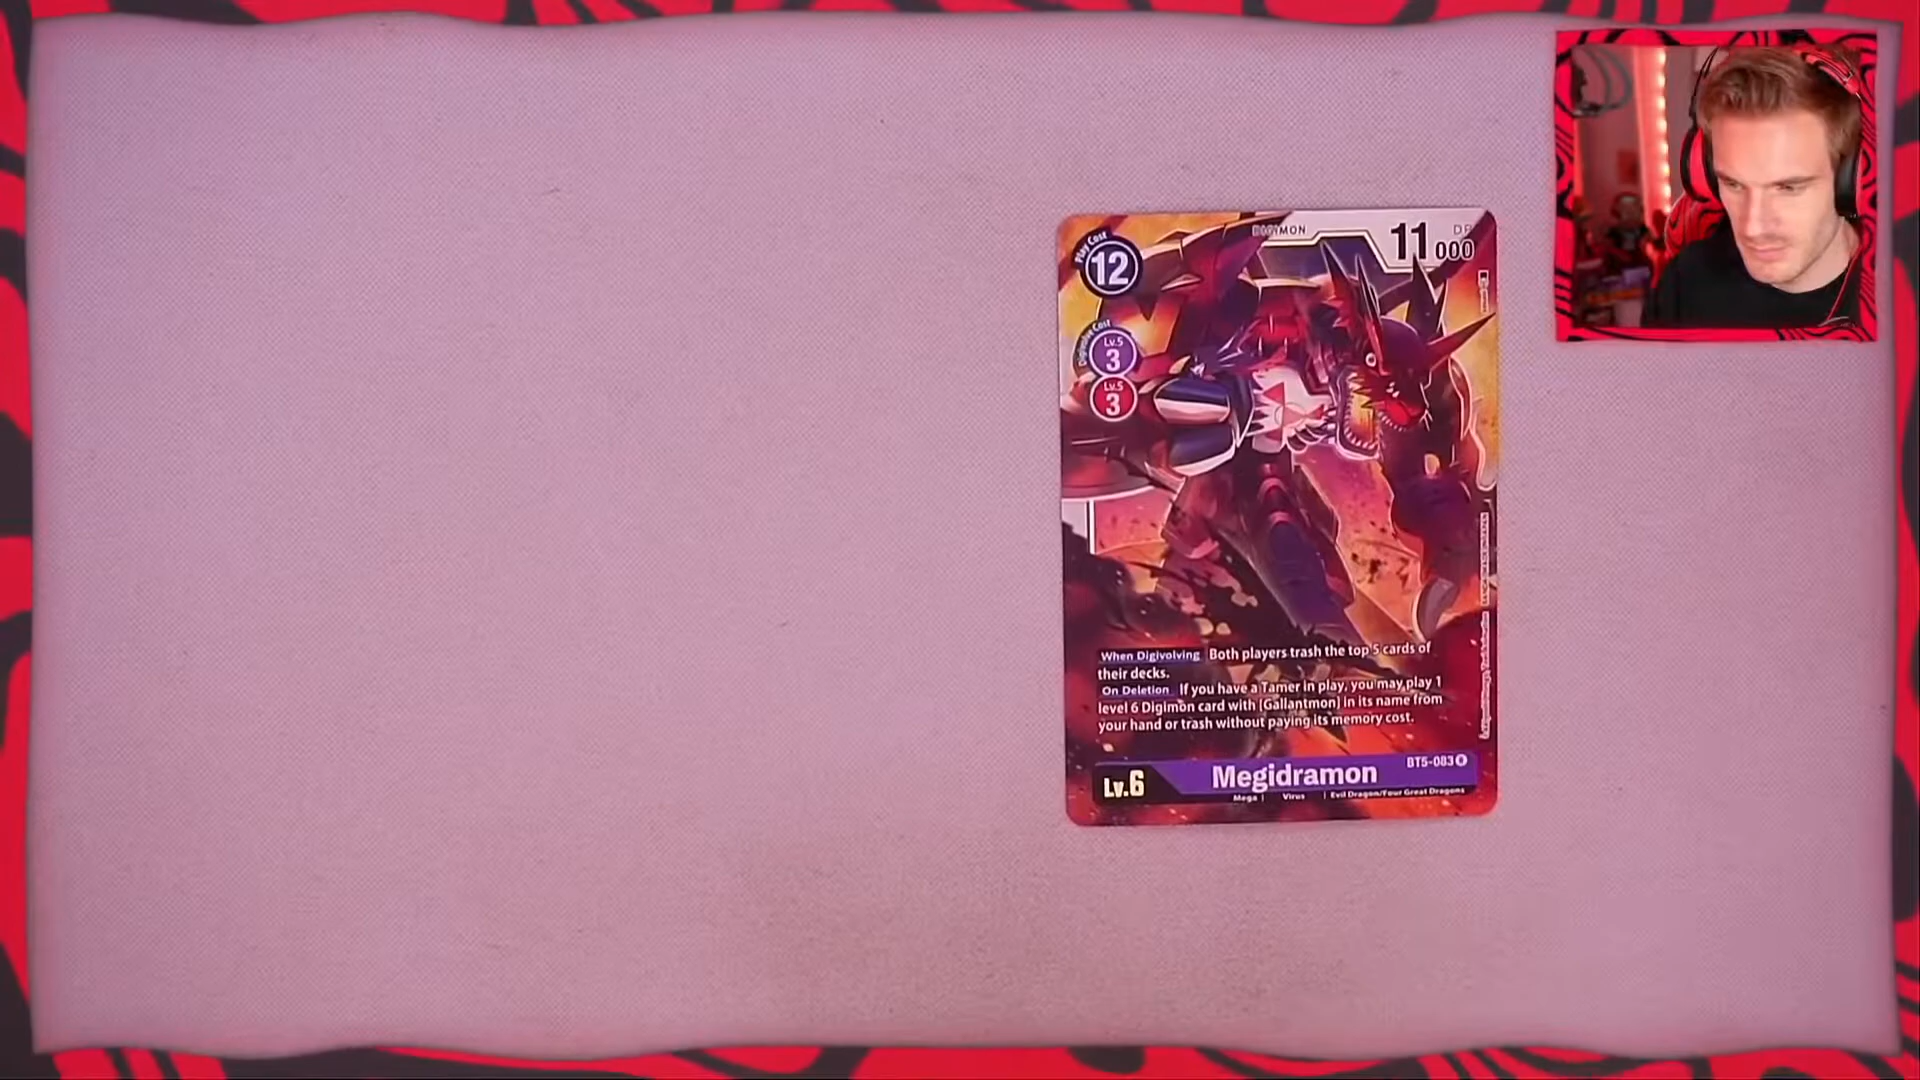 DIGIMON
DP
11000
Play Cost
12
Digivolve Cost
Lv.5
3
Lv.5
3
When Digivolving Both players trash the top 5 cards of
their decks.
On Deletion If you have a Tamer in play, you may play 1
level 6 Digimon card with [Gallantmon] in its name from
your hand or trash without paying its memory cost.
BT5-083 R
Lv.6
Megidramon
Mega | Virus | Evil Dragon/Four Great Dragons